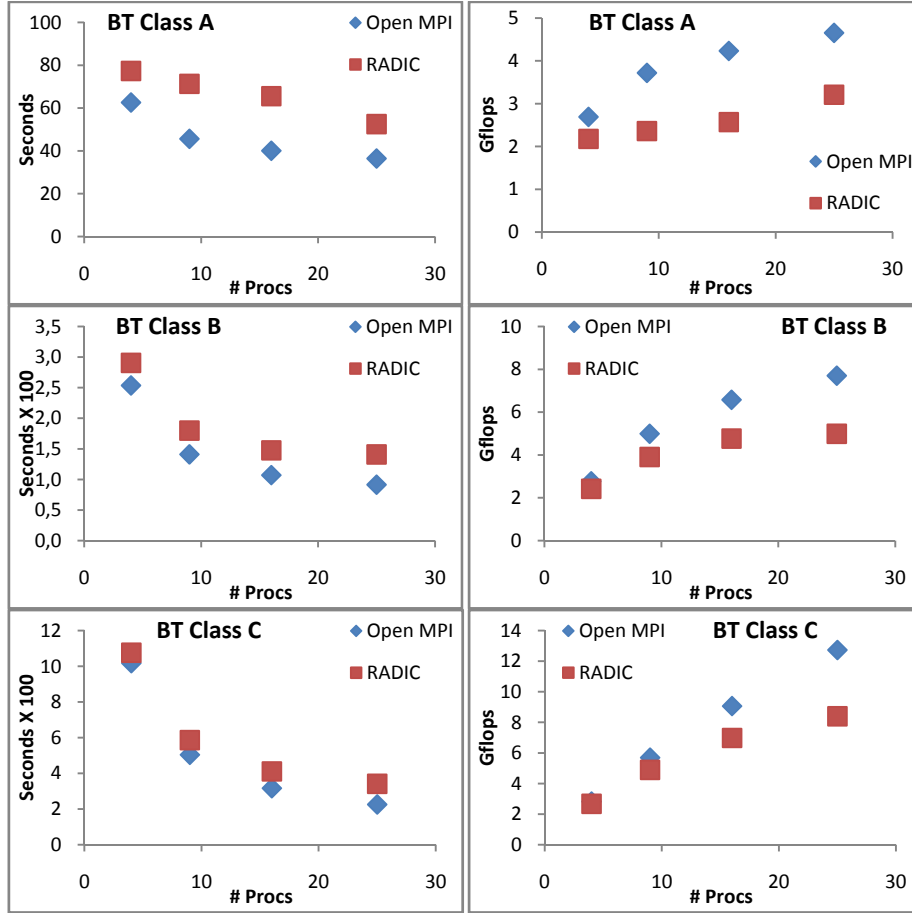 BT Class A
Open MPI
RADIC
100
80
60
40
20
0
Seconds
0 10 20 30
# Procs
BT Class A
Open MPI
RADIC
5
4
3
2
1
0
Gflops
0 10 20 30
# Procs
BT Class B
Open MPI
RADIC
3,5
3,0
2,5
2,0
1,5
1,0
0,5
0,0
Seconds X 100
0 10 20 30
# Procs
BT Class B
Open MPI
RADIC
10
8
6
4
2
0
Gflops
0 10 20 30
# Procs
BT Class C
Open MPI
RADIC
12
10
8
6
4
2
0
Seconds X 100
0 10 20 30
# Procs
BT Class C
Open MPI
RADIC
14
12
10
8
6
4
2
0
Gflops
0 10 20 30
# Procs